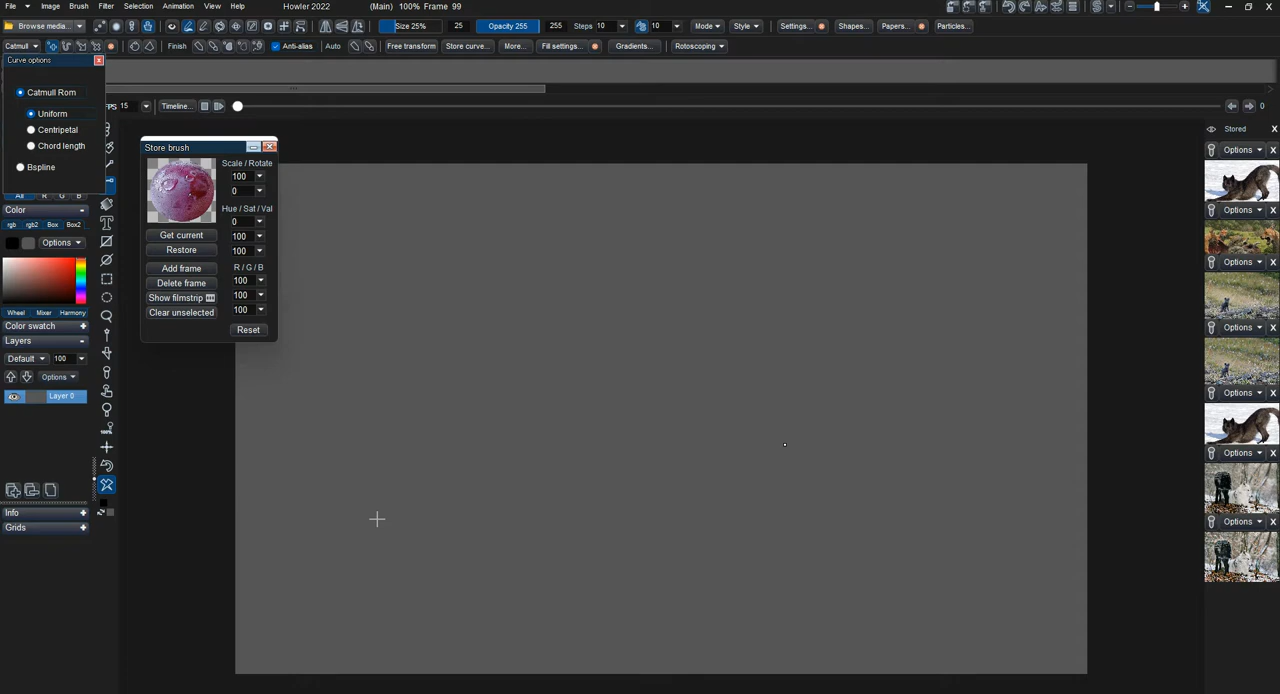 File Image Brush Filter Selection Animation View Help Howler 2022 (Main) 100% Frame 99
Browse media... Size 25% 25 Opacity 255 255 Steps 10 10 Mode Style Settings... Shapes... Papers... Particles...
Catmull Finish Anti-alias Auto Free transform Store curve... More... Fill settings... Gradients... Rotoscoping
Curve options
Catmull Rom
Uniform
Centripetal
Chord length
Bspline
FPS 15 Timeline... 0
Stored X
Options X
Options X
Options X
Options X
Options X
Options X
Options X
Store brush
Scale / Rotate
100
0
Hue / Sat / Val
0
Get current 100
Restore 100
Add frame R / G / B
Delete frame 100
Show filmstrip 100
Clear unselected 100
Reset
All R G B
Color
rgb rgb2 Box Box2
Options
Wheel Mixer Harmony
Color swatch
Layers
Default 100
Options
Layer 0
Info
Grids
100%